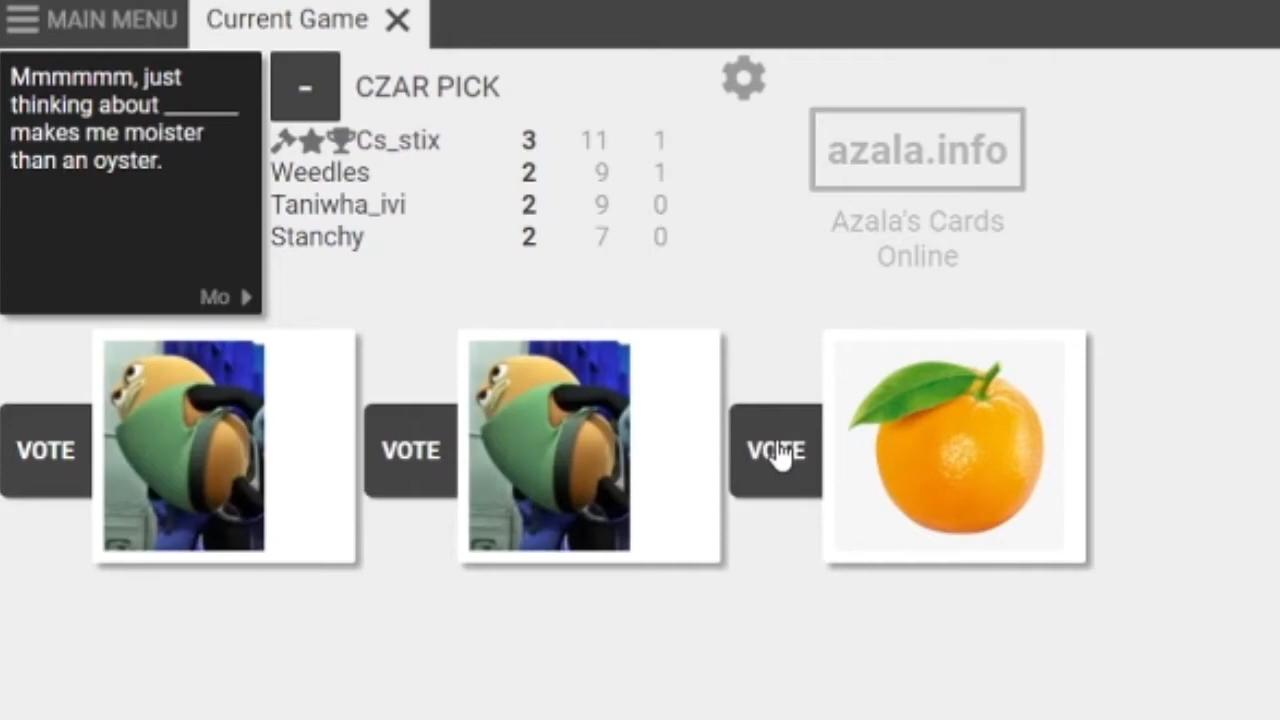 MAIN MENU
Current Game
Mmmmmm, just
thinking about ______
makes me moister
than an oyster.
Mo
-
CZAR PICK
Cs_stix 3 11 1
Weedles 2 9 1
Taniwha_ivi 2 9 0
Stanchy 2 7 0
azala.info
Azala's Cards
Online
VOTE
VOTE
VOTE